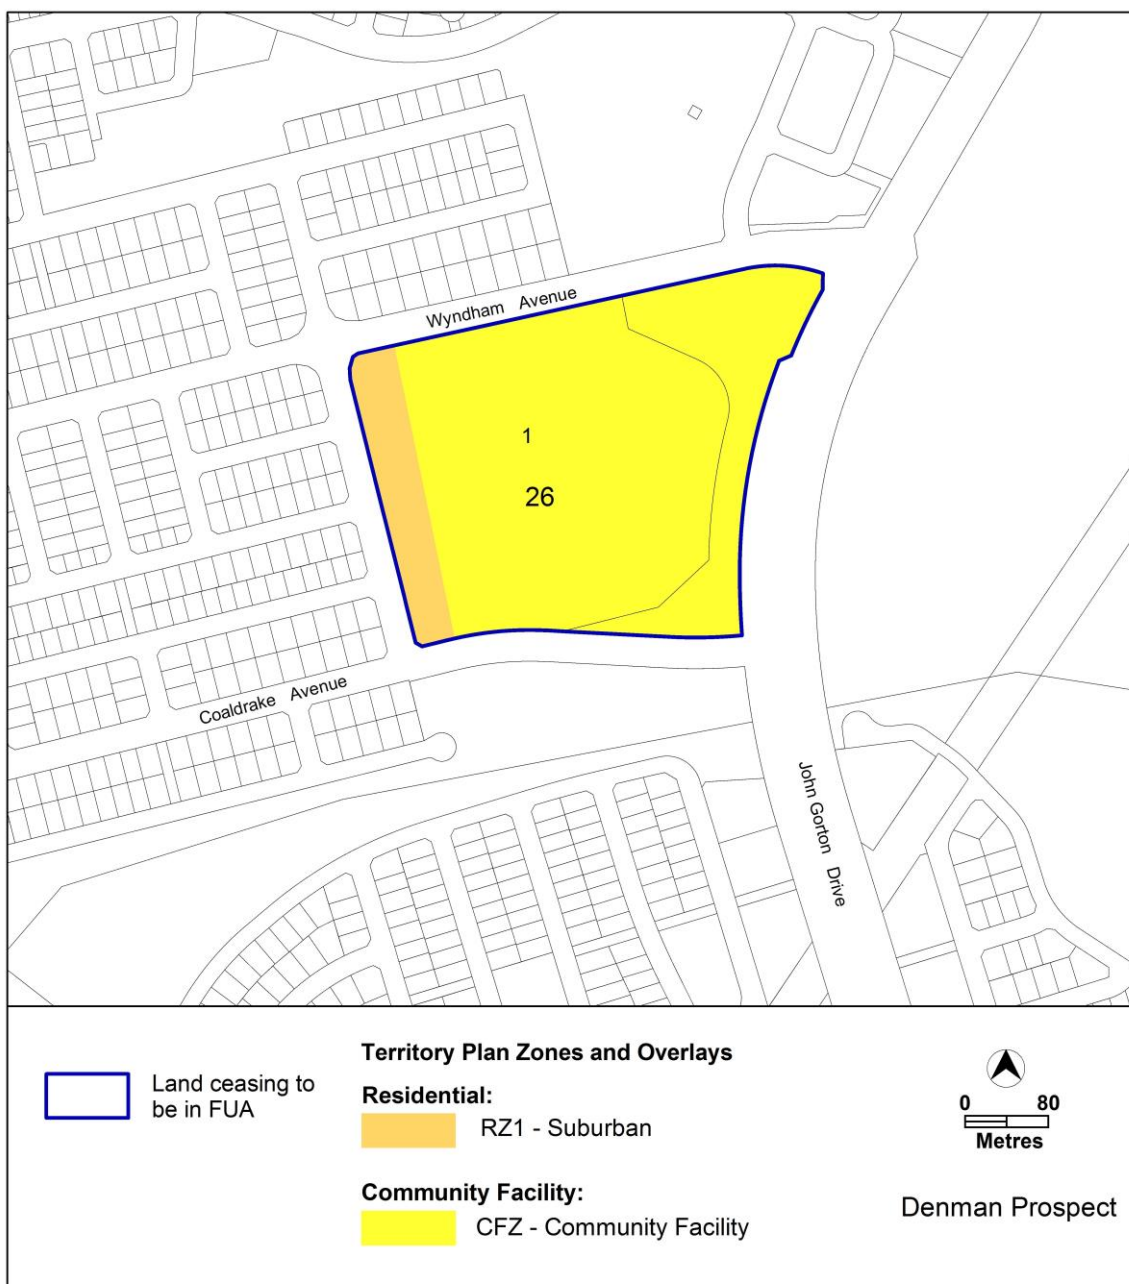 Wyndham Avenue
1
26
Coaldrake Avenue
John Gorton Drive
Land ceasing to
be in FUA
Territory Plan Zones and Overlays
Residential:
RZ1 - Suburban
Community Facility:
CFZ - Community Facility
0 80
Metres
Denman Prospect